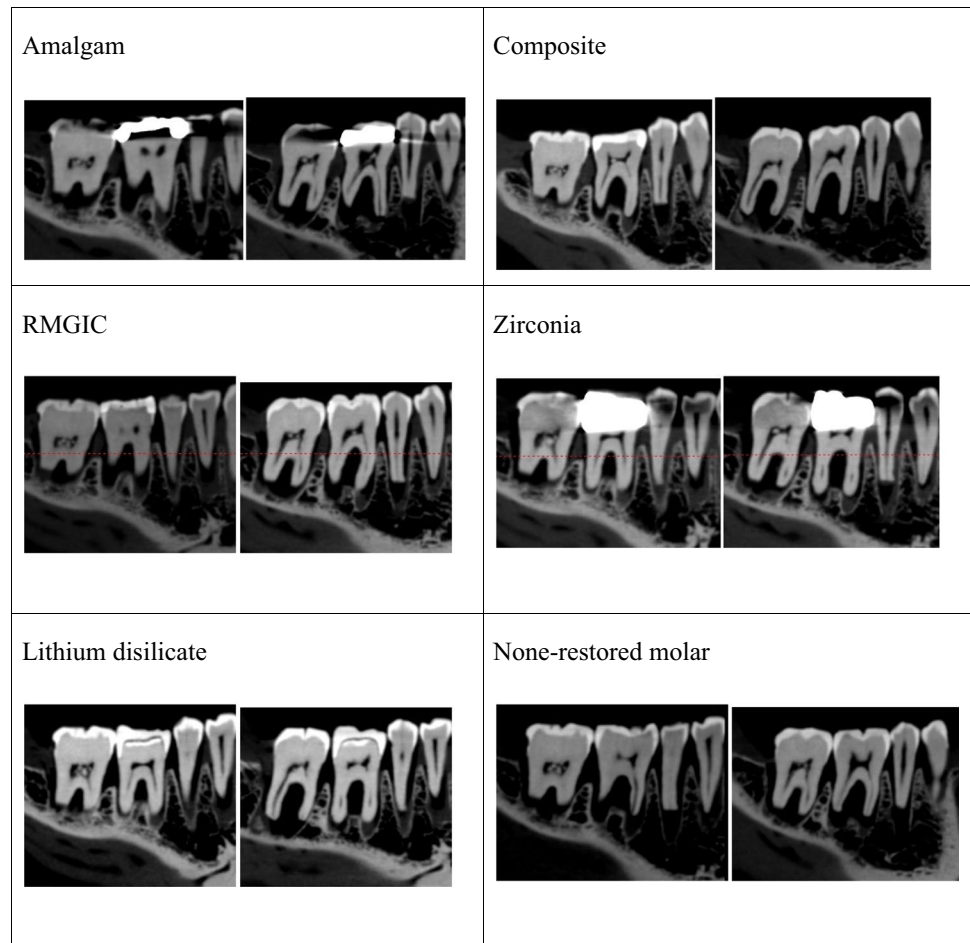 Amalgam
Composite
RMGIC
Zirconia
Lithium disilicate
None-restored molar